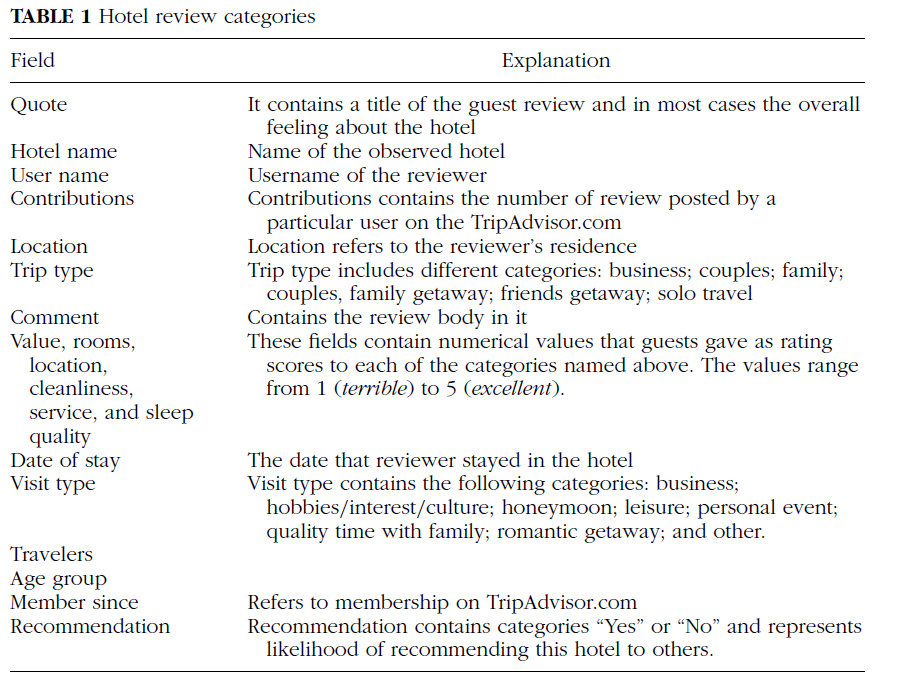 TABLE 1 Hotel review categories
Field Explanation
Quote It contains a title of the guest review and in most cases the overall
feeling about the hotel
Hotel name Name of the observed hotel
User name Username of the reviewer
Contributions Contributions contains the number of review posted by a
particular user on the TripAdvisor.com
Location Location refers to the reviewer's residence
Trip type Trip type includes different categories: business; couples; family;
couples, family getaway; friends getaway; solo travel
Comment Contains the review body in it
Value, rooms, These fields contain numerical values that guests gave as rating
location, scores to each of the categories named above. The values range
cleanliness, from 1 (terrible) to 5 (excellent).
service, and sleep
quality
Date of stay The date that reviewer stayed in the hotel
Visit type Visit type contains the following categories: business;
hobbies/interest/culture; honeymoon; leisure; personal event;
quality time with family; romantic getaway; and other.
Travelers
Age group
Member since Refers to membership on TripAdvisor.com
Recommendation Recommendation contains categories “Yes” or “No” and represents
likelihood of recommending this hotel to others.